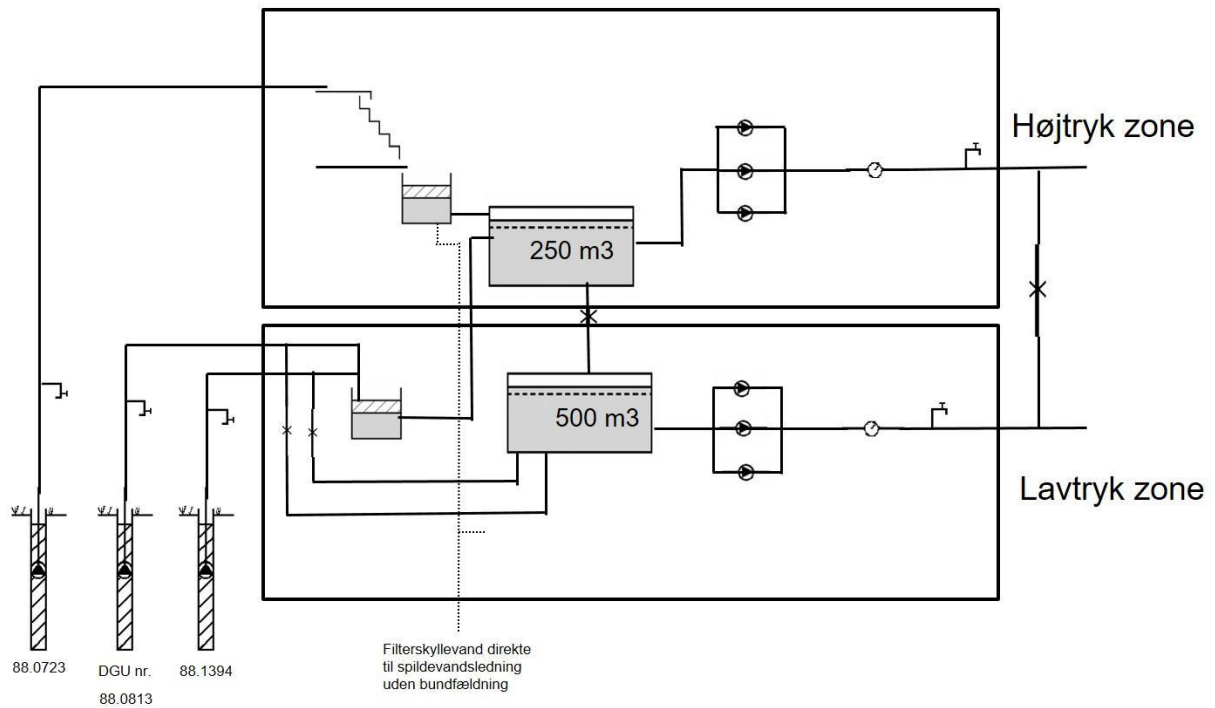 Højtryk zone
250 m3
500 m3
Lavtryk zone
88.0723
DGU nr.
88.0813
88.1394
Filterskyllevand direkte
til spildevandsledning
uden bundfældning